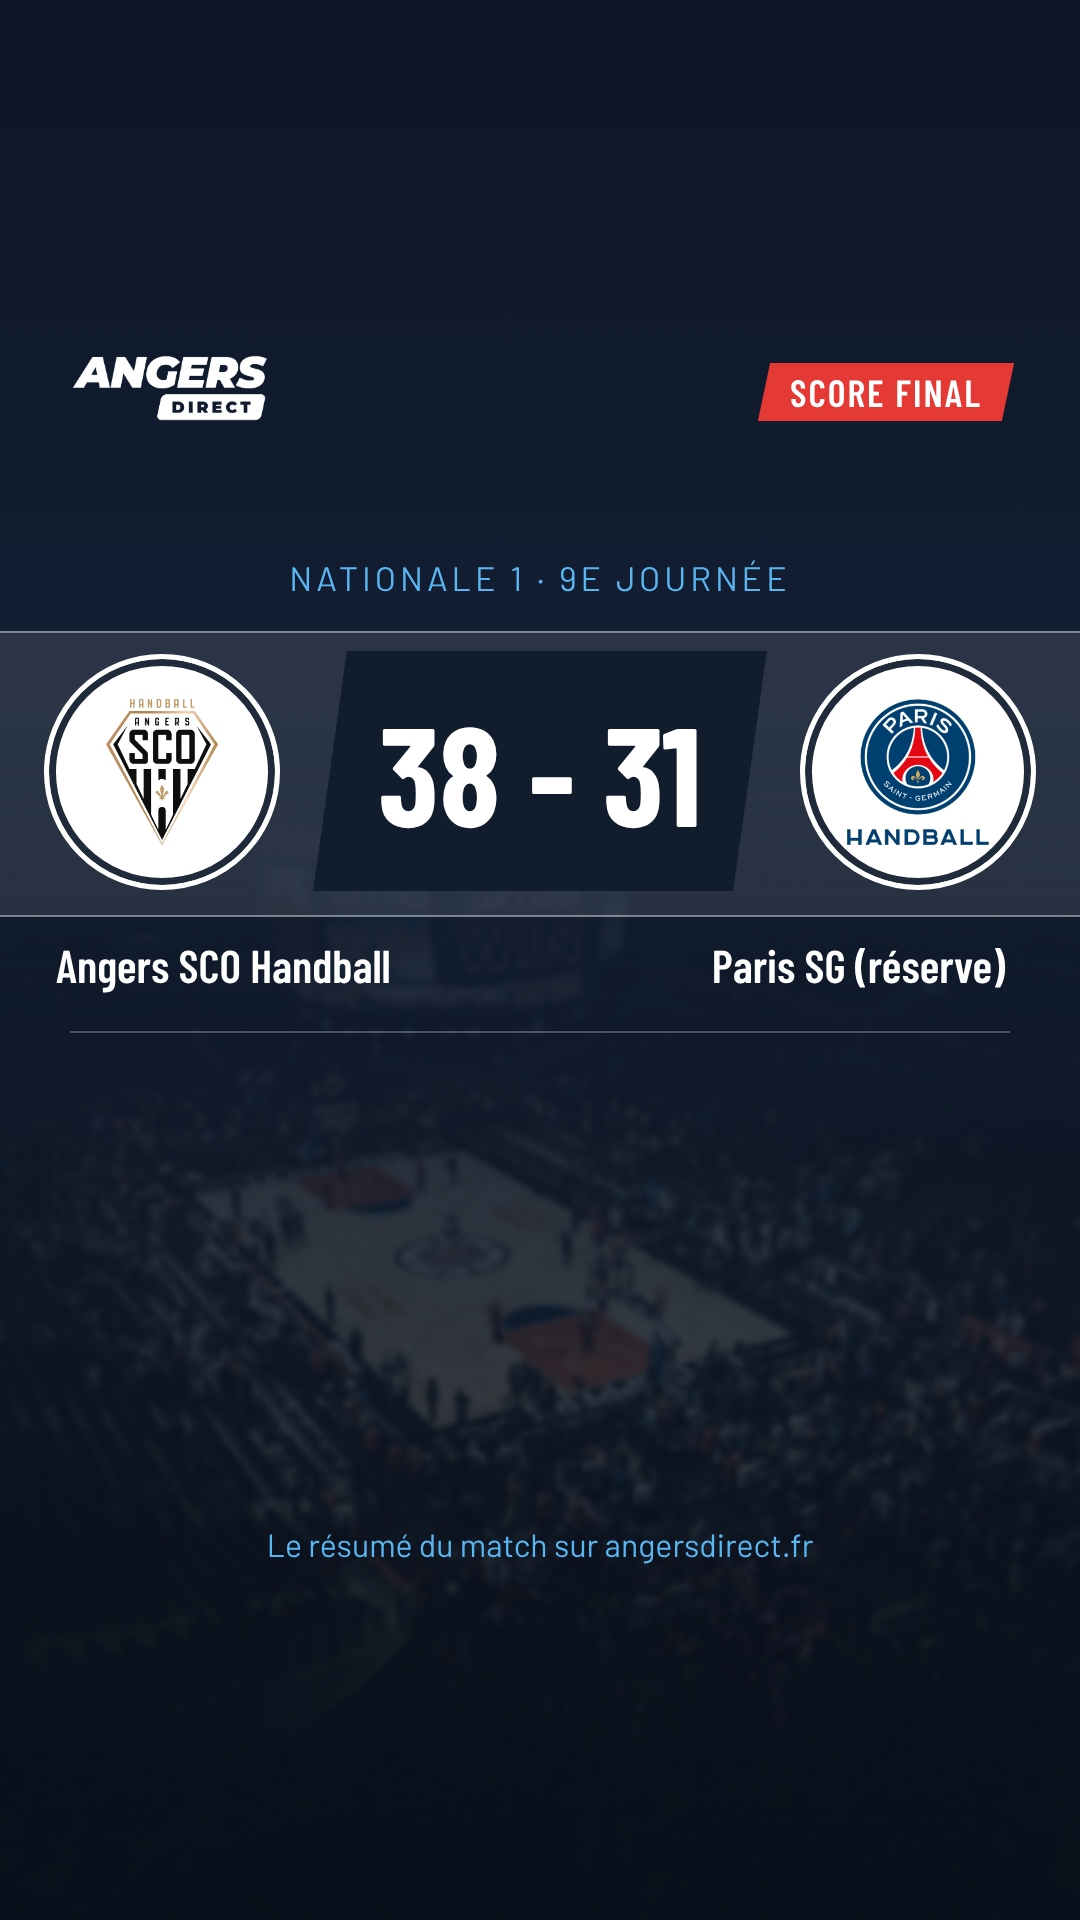 ANGERS
DIRECT
SCORE FINAL
NATIONALE 1 · 9E JOURNÉE
HANDBALL
ANGERS
SCO
38 - 31
PARIS
SAINT - GERMAIN
HANDBALL
Angers SCO Handball
Paris SG (réserve)
Le résumé du match sur angersdirect.fr